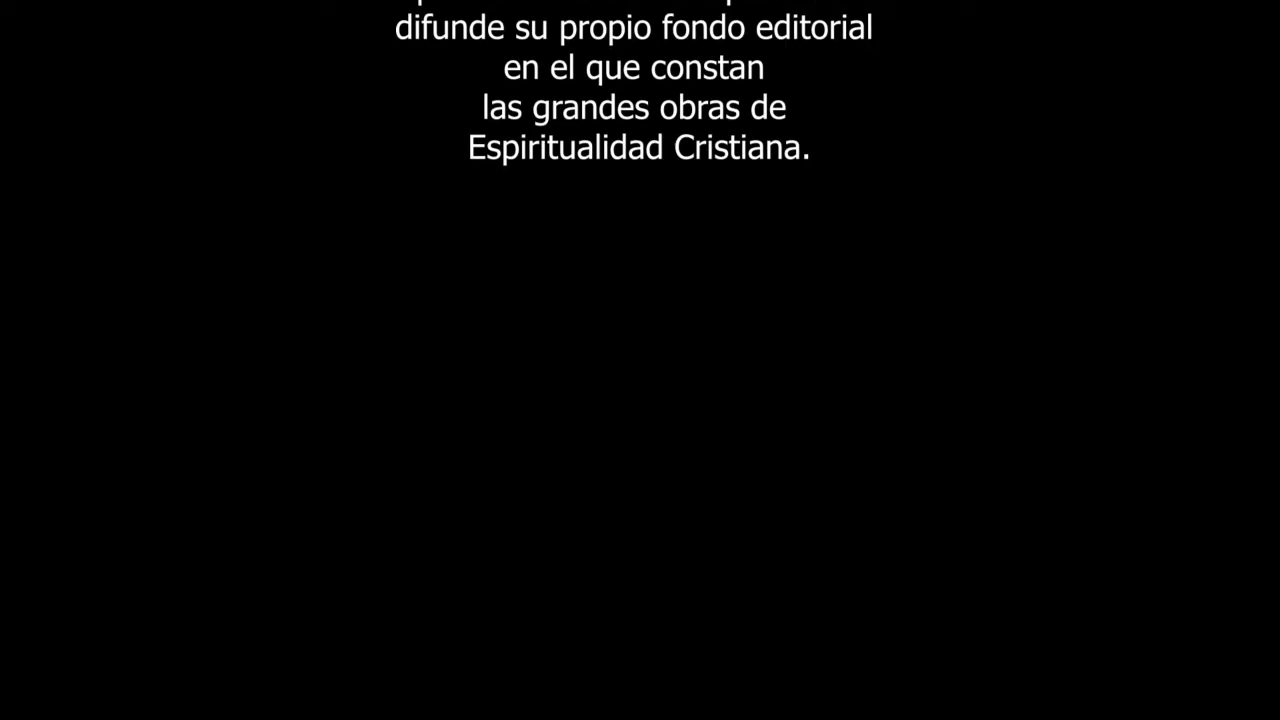 difunde su propio fondo editorial
en el que constan
las grandes obras de
Espiritualidad Cristiana.